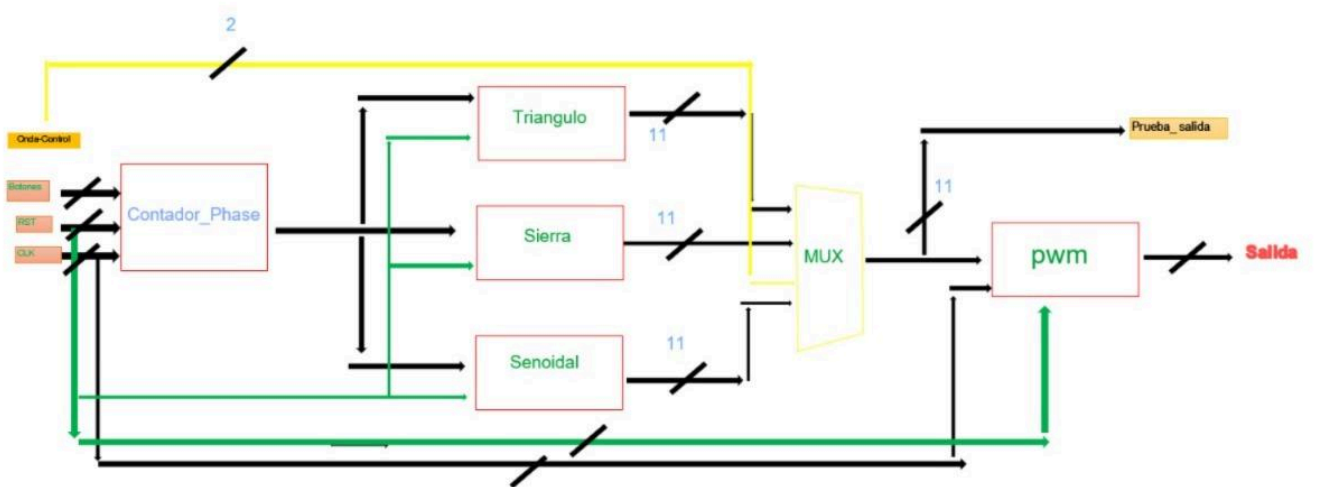 2
Triangulo
11
Onda-Control
Prueba_salida
Botones
Contador_Phase
RST
CLK
Sierra
11
11
MUX
pwm
Salida
Senoidal
11